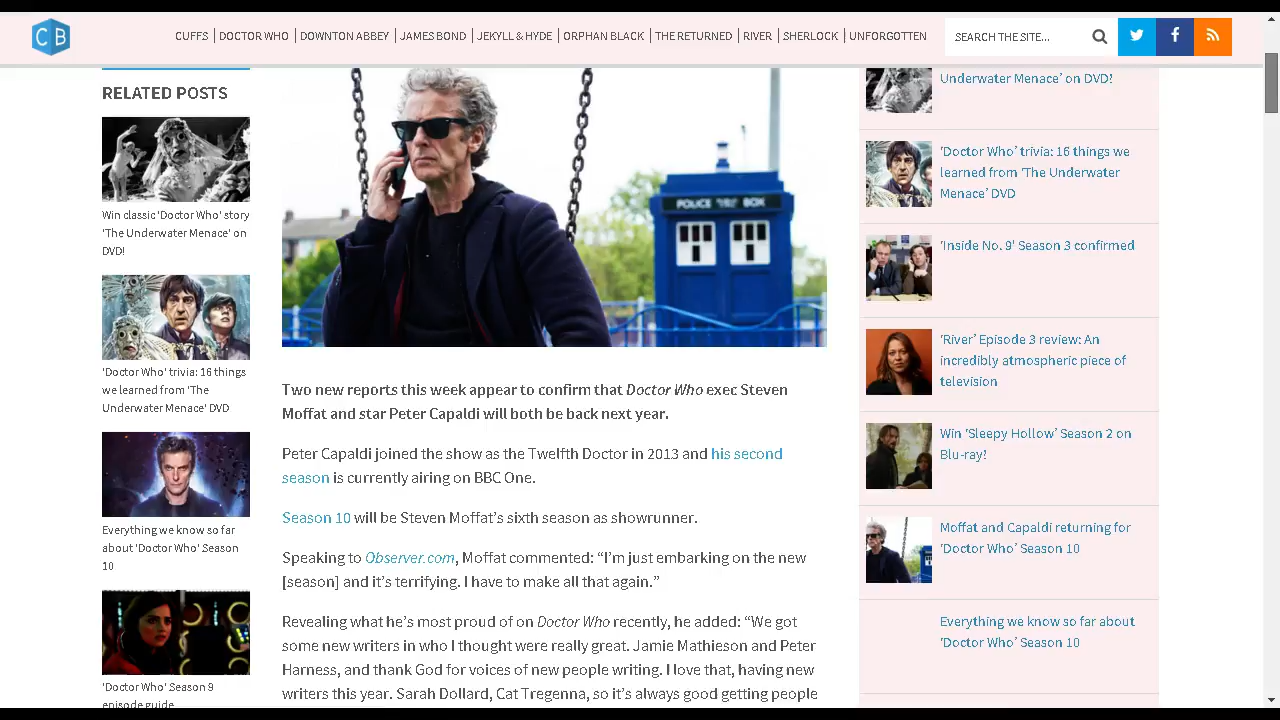 CB
CUFFS
DOCTOR WHO
DOWNTON ABBEY
JAMES BO
KYLL & HYDE
ORPHAN BLACK
THE RETURNED
RIVER
SHERLOCK
UNFORGOTTEN
SEARCH THE SITE...
RELATED POSTS
Win classic 'Doctor Who' story
'The Underwater Menace' on
DVD!
'Doctor Who' trivia: 16 things
we learned from 'The
Underwater Menace' DVD
Everything we know so far
about 'Doctor Who' Season
10
'Doctor Who' Season 9
episode guide
POLICE BOX
Two new reports this week appear to confirm that Doctor Who exec Steven
Moffat and star Peter Capaldi will both be back next year.
Peter Capaldi joined the show as the Twelfth Doctor in 2013 and his second
season is currently airing on BBC One.
Season 10 will be Steven Moffat's sixth season as showrunner.
Speaking to Observer.com, Moffat commented: “I'm just embarking on the new
[season] and it's terrifying. I have to make all that again.”
Revealing what he's most proud of on Doctor Who recently, he added: “We got
some new writers in who I thought were really great. Jamie Mathieson and Peter
Harness, and thank God for voices of new people writing. I love that, having new
writers this year. Sarah Dollard, Cat Tregenna, so it's always good getting people
Underwater Menace’ on DVD!
‘Doctor Who’ trivia: 16 things we
learned from ‘The Underwater
Menace’ DVD
‘Inside No. 9’ Season 3 confirmed
‘River’ Episode 3 review: An
incredibly atmospheric piece of
television
Win ‘Sleepy Hollow’ Season 2 on
Blu-ray!
Moffat and Capaldi returning for
‘Doctor Who’ Season 10
Everything we know so far about
‘Doctor Who’ Season 10